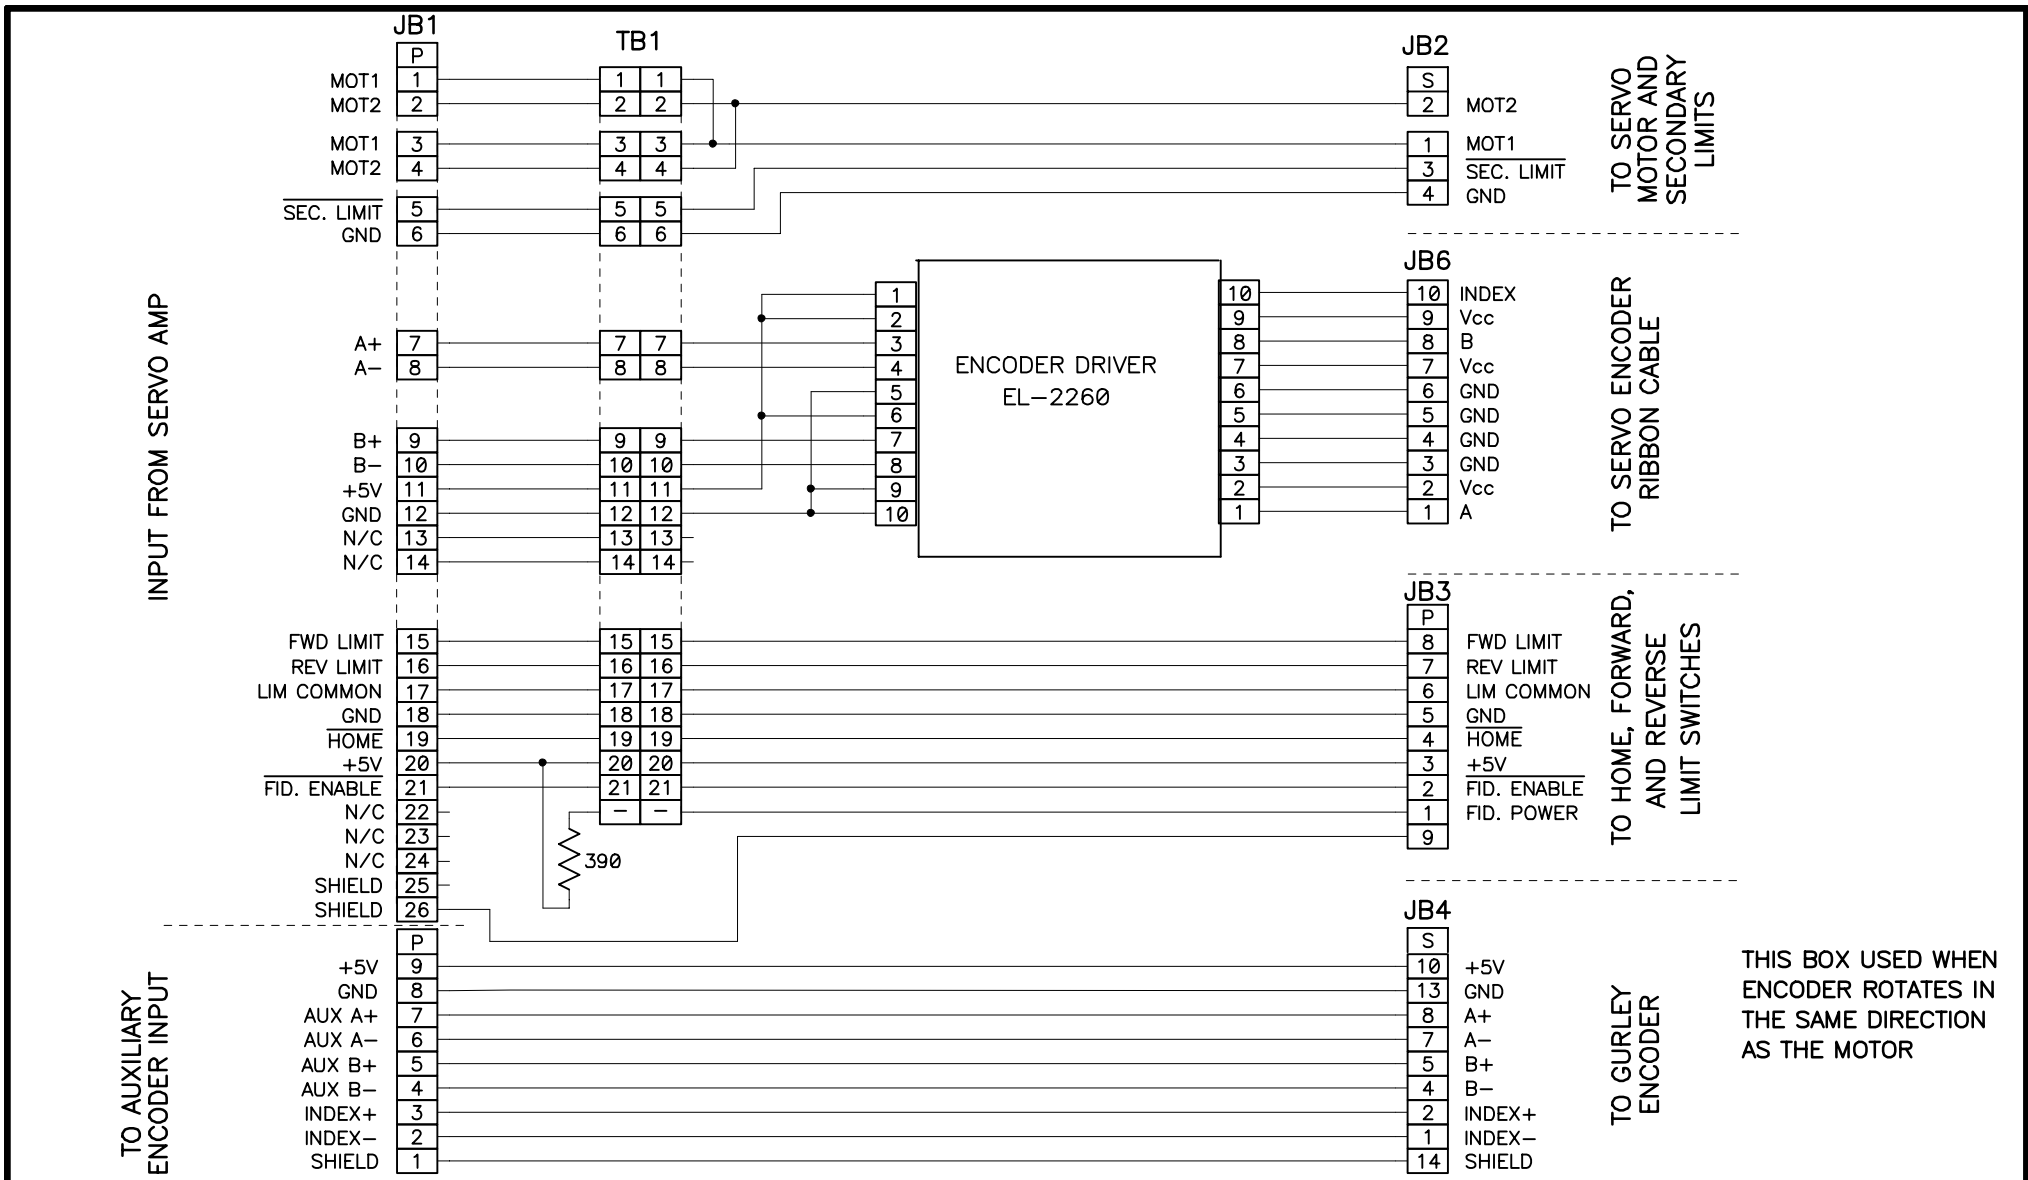 JB1
P
MOT1 1
MOT2 2
MOT1 3
MOT2 4
SEC. LIMIT 5
GND 6
A+ 7
A- 8
B+ 9
B- 10
+5V 11
GND 12
N/C 13
N/C 14
FWD LIMIT 15
REV LIMIT 16
LIM COMMON 17
GND 18
HOME 19
+5V 20
FID. ENABLE 21
N/C 22
N/C 23
N/C 24
SHIELD 25
SHIELD 26
INPUT FROM SERVO AMP
TB1
1 1
2 2
3 3
4 4
5 5
6 6
7 7
8 8
9 9
10 10
11 11
12 12
13 13
14 14
15 15
16 16
17 17
18 18
19 19
20 20
21 21
- -
390
1
2
3
4
5
6
7
8
9
10
ENCODER DRIVER
EL-2260
10
9
8
7
6
5
4
3
2
1
JB2
S
2 MOT2
1 MOT1
3 SEC. LIMIT
4 GND
TO SERVO
MOTOR AND
SECONDARY
LIMITS
JB6
10 INDEX
9 Vcc
8 B
7 Vcc
6 GND
5 GND
4 GND
3 GND
2 Vcc
1 A
TO SERVO ENCODER
RIBBON CABLE
JB3
P
8 FWD LIMIT
7 REV LIMIT
6 LIM COMMON
5 GND
4 HOME
3 +5V
2 FID. ENABLE
1 FID. POWER
9
TO HOME, FORWARD,
AND REVERSE
LIMIT SWITCHES
P
+5V 9
GND 8
AUX A+ 7
AUX A- 6
AUX B+ 5
AUX B- 4
INDEX+ 3
INDEX- 2
SHIELD 1
TO AUXILIARY
ENCODER INPUT
JB4
S
10 +5V
13 GND
8 A+
7 A-
5 B+
4 B-
2 INDEX+
1 INDEX-
14 SHIELD
TO GURLEY
ENCODER
THIS BOX USED WHEN
ENCODER ROTATES IN
THE SAME DIRECTION
AS THE MOTOR